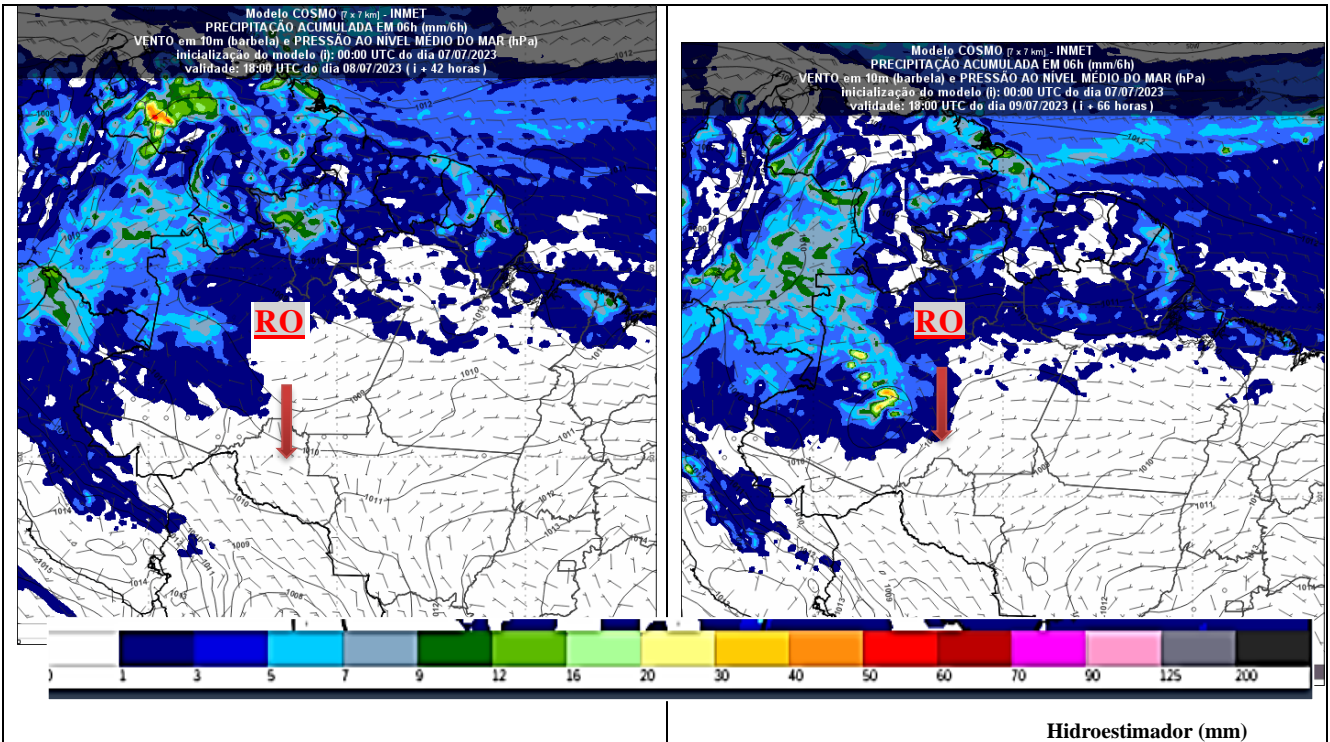 Modelo COSMO [7 x 7 km] - INMET
PRECIPITAÇÃO ACUMULADA EM 06h (mm/6h)
VENTO em 10m (barbela) e PRESSÃO AO NÍVEL MÉDIO DO MAR (hPa)
inicialização do modelo (i): 00:00 UTC do dia 07/07/2023
validade: 18:00 UTC do dia 08/07/2023 ( i + 42 horas )
RO
Modelo COSMO [7 x 7 km] - INMET
PRECIPITAÇÃO ACUMULADA EM 06h (mm/6h)
VENTO em 10m (barbela) e PRESSÃO AO NÍVEL MÉDIO DO MAR (hPa)
inicialização do modelo (i): 00:00 UTC do dia 07/07/2023
validade: 18:00 UTC do dia 09/07/2023 ( i + 66 horas )
RO
1 3 5 7 9 12 16 20 30 40 50 60 70 90 125 200
Hidroestimador (mm)